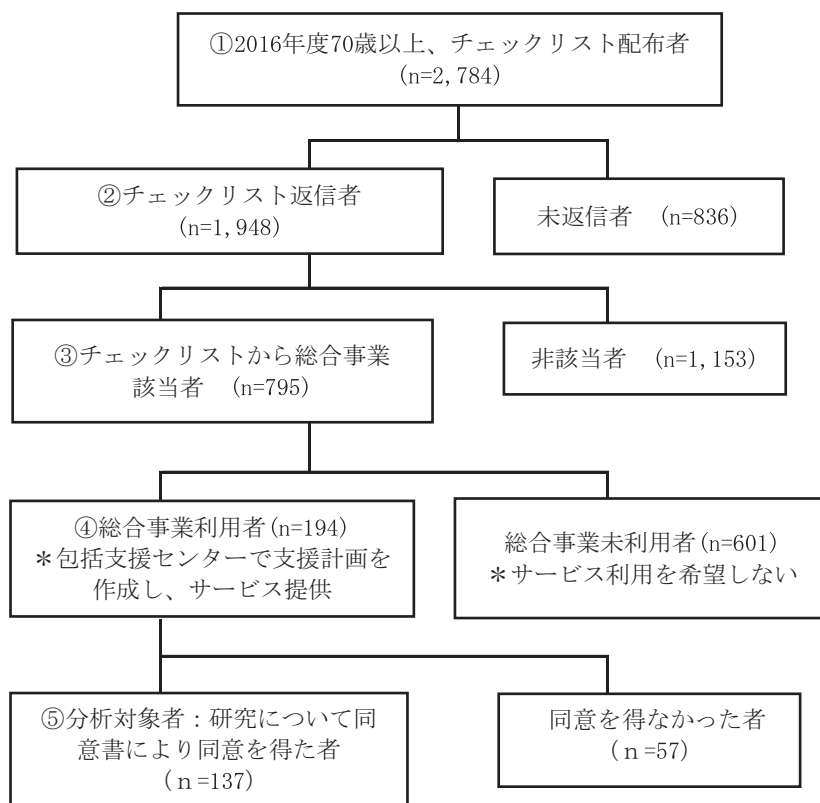 ①2016年度70歳以上、チェックリスト配布者
(n=2,784)
②チェックリスト返信者
(n=1,948)
未返信者　(n=836)
③チェックリストから総合事業
該当者　(n=795)
非該当者　(n=1,153)
④総合事業利用者(n=194)
＊包括支援センターで支援計画を
作成し、サービス提供
総合事業未利用者(n=601)
＊サービス利用を希望しない
⑤分析対象者：研究について同
意書により同意を得た者
（ｎ=137)
同意を得なかった者
（ｎ=57)